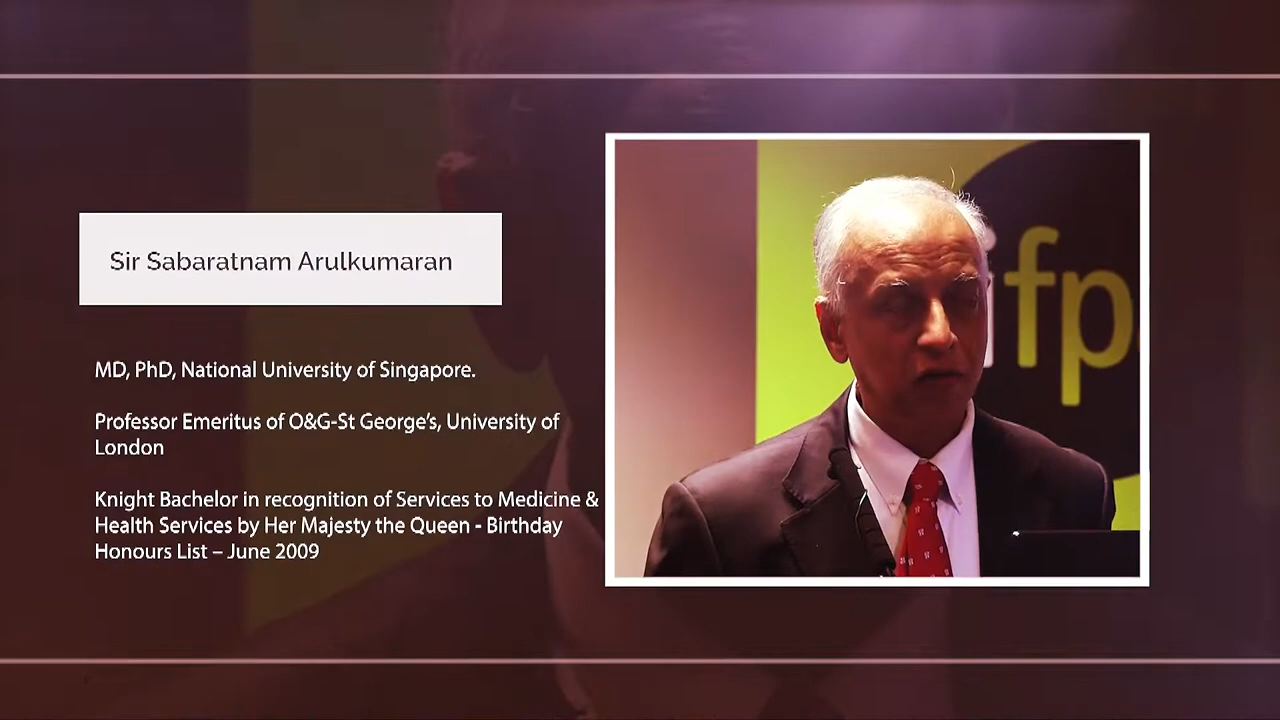 Sir Sabaratnam Arulkumaran
MD, PhD, National University of Singapore.
Professor Emeritus of O&G-St George’s, University of
London
Knight Bachelor in recognition of Services to Medicine &
Health Services by Her Majesty the Queen - Birthday
Honours List – June 2009
ifp